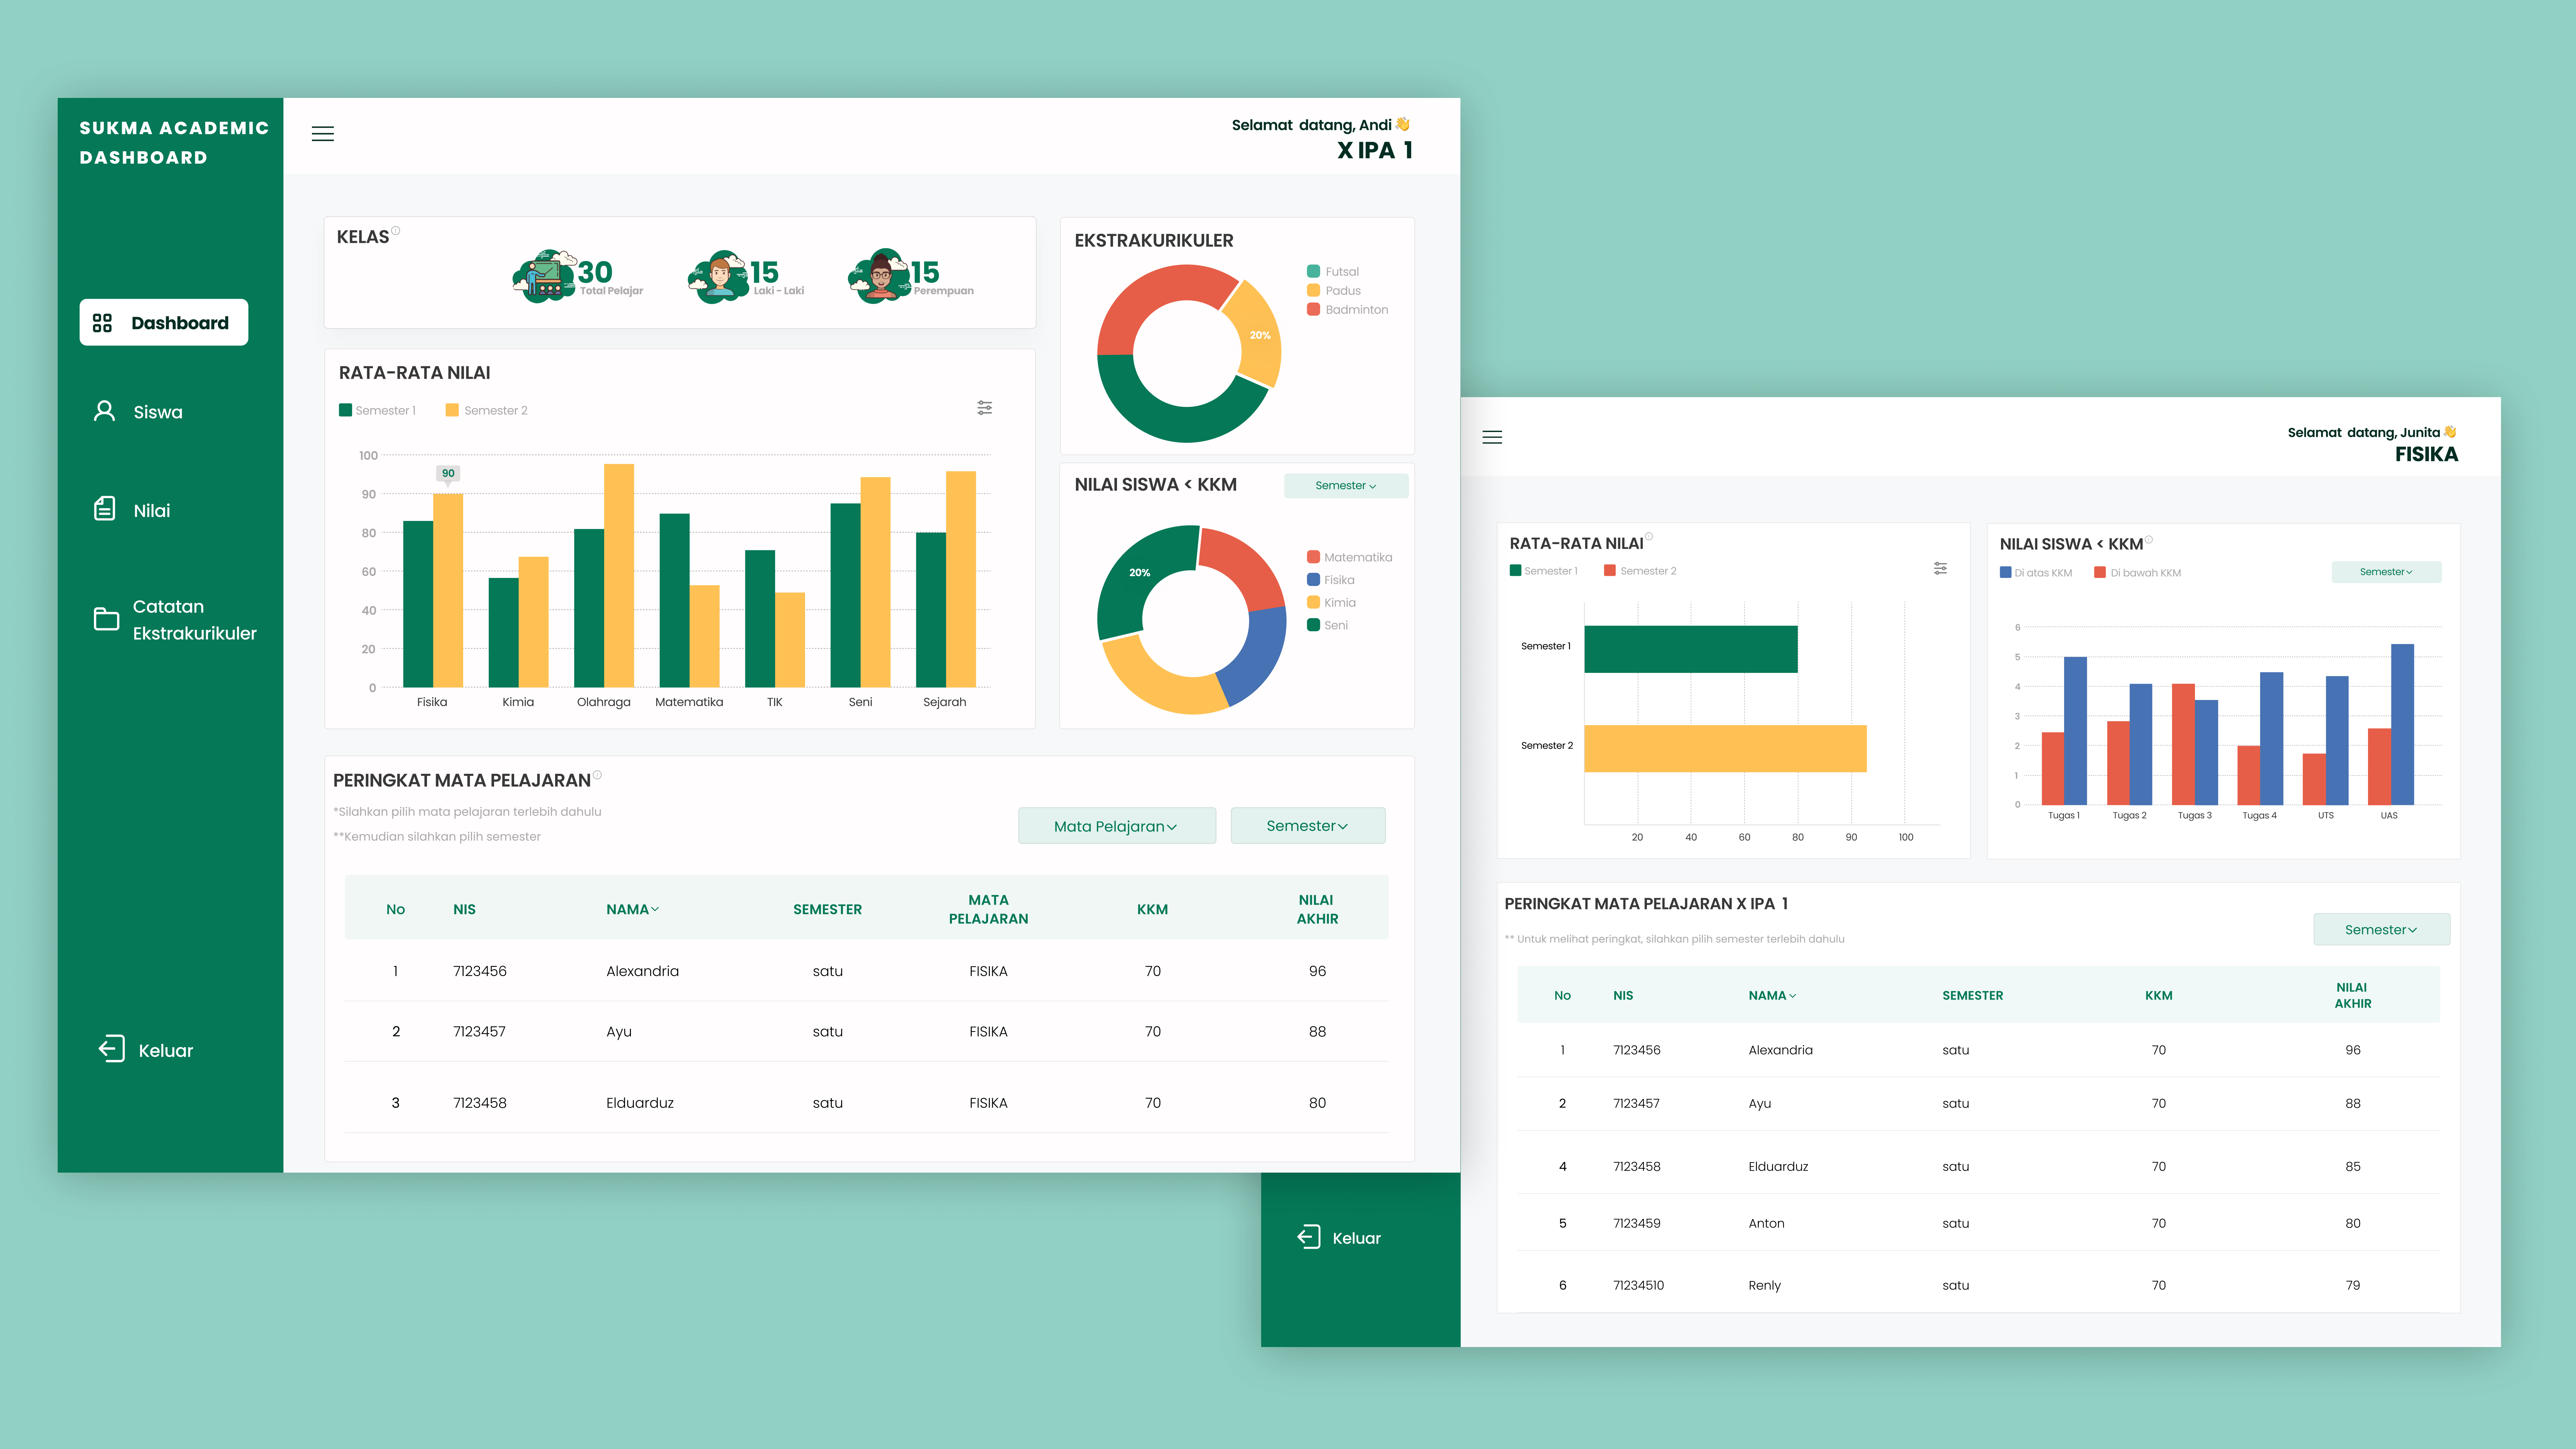 SUKMA ACADEMIC
DASHBOARD
Dashboard
Siswa
Nilai
Catatan
Ekstrakurikuler
Keluar
Selamat datang, Andi👋
X IPA 1
KELAS
30
Total Pelajar
15
Laki - Laki
15
Perempuan
RATA-RATA NILAI
Semester 1
Semester 2
100
90
80
60
40
20
0
90
Fisika
Kimia
Olahraga
Matematika
TIK
Seni
Sejarah
EKSTRAKURIKULER
Futsal
Padus
Badminton
20%
NILAI SISWA < KKM
Semester
20%
Matematika
Fisika
Kimia
Seni
PERINGKAT MATA PELAJARAN
*Silahkan pilih mata pelajaran terlebih dahulu
**Kemudian silahkan pilih semester
Mata Pelajaran
Semester
No NIS NAMA SEMESTER MATA PELAJARAN KKM NILAI AKHIR
1 7123456 Alexandria satu FISIKA 70 96
2 7123457 Ayu satu FISIKA 70 88
3 7123458 Elduarduz satu FISIKA 70 80
Selamat datang, Junita👋
FISIKA
RATA-RATA NILAI
Semester 1
Semester 2
Semester 1
Semester 2
20 40 60 80 90 100
NILAI SISWA < KKM
Di atas KKM
Di bawah KKM
Semester
6
5
4
3
2
1
0
Tugas 1
Tugas 2
Tugas 3
Tugas 4
UTS
UAS
PERINGKAT MATA PELAJARAN X IPA 1
** Untuk melihat peringkat, silahkan pilih semester terlebih dahulu
Semester
No NIS NAMA SEMESTER KKM NILAI AKHIR
1 7123456 Alexandria satu 70 96
2 7123457 Ayu satu 70 88
4 7123458 Elduarduz satu 70 85
5 7123459 Anton satu 70 80
6 71234510 Renly satu 70 79
Keluar